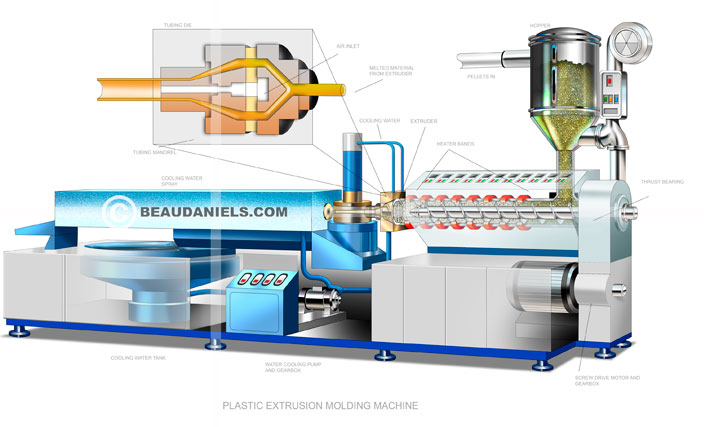 TUBING DIE
HOPPER
AIR INLET
MELTED MATERIAL
FROM EXTRUDER
PELLETS IN
COOLING WATER
EXTRUDER
HEATER BANDS
TUBING MANDREL
COOLING WATER
SPRAY
THRUST BEARING
© BEAUDANIELS.COM
COOLING WATER TANK
WATER COOLING PUMP
AND GEARBOX
SCREW DRIVE MOTOR AND
GEARBOX
PLASTIC EXTRUSION MOLDING MACHINE